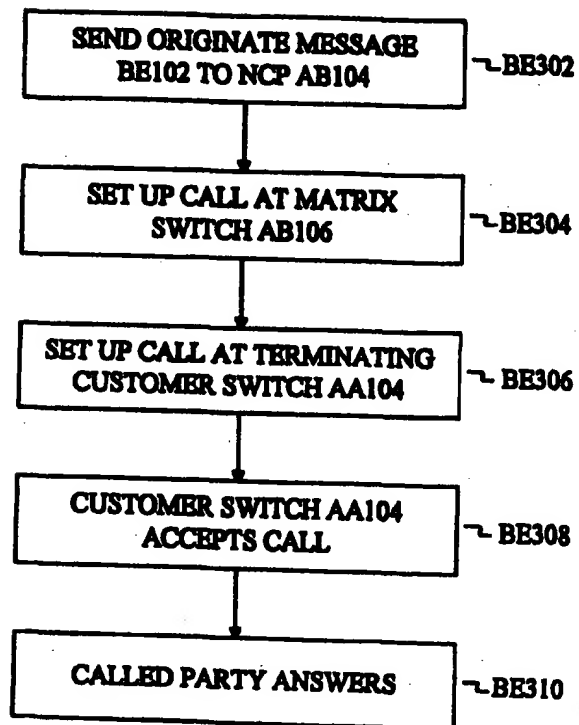 SEND ORIGINATE MESSAGE
BE102 TO NCP AB104
BE302
SET UP CALL AT MATRIX
SWITCH AB106
BE304
SET UP CALL AT TERMINATING
CUSTOMER SWITCH AA104
BE306
CUSTOMER SWITCH AA104
ACCEPTS CALL
BE308
CALLED PARTY ANSWERS
BE310